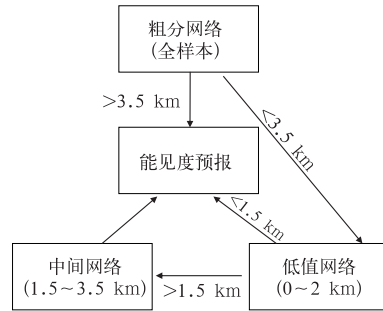 粗分网络
(全样本)
>3.5 km
<3.5 km
能见度预报
<1.5 km
中间网络
(1.5~3.5 km)
>1.5 km
低值网络
(0~2 km)